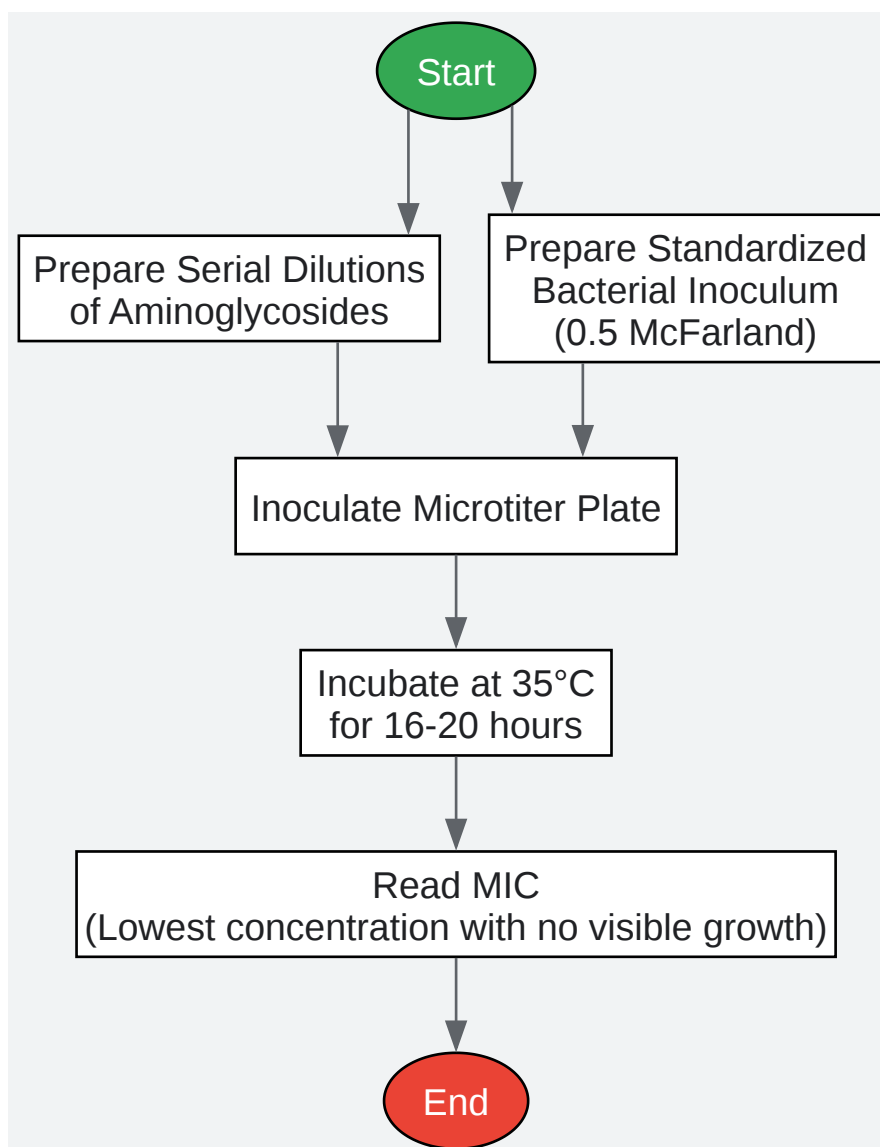 Start
Prepare Serial Dilutions
of Aminoglycosides
Prepare Standardized
Bacterial Inoculum
(0.5 McFarland)
Inoculate Microtiter Plate
Incubate at 35°C
for 16-20 hours
Read MIC
(Lowest concentration with no visible growth)
End